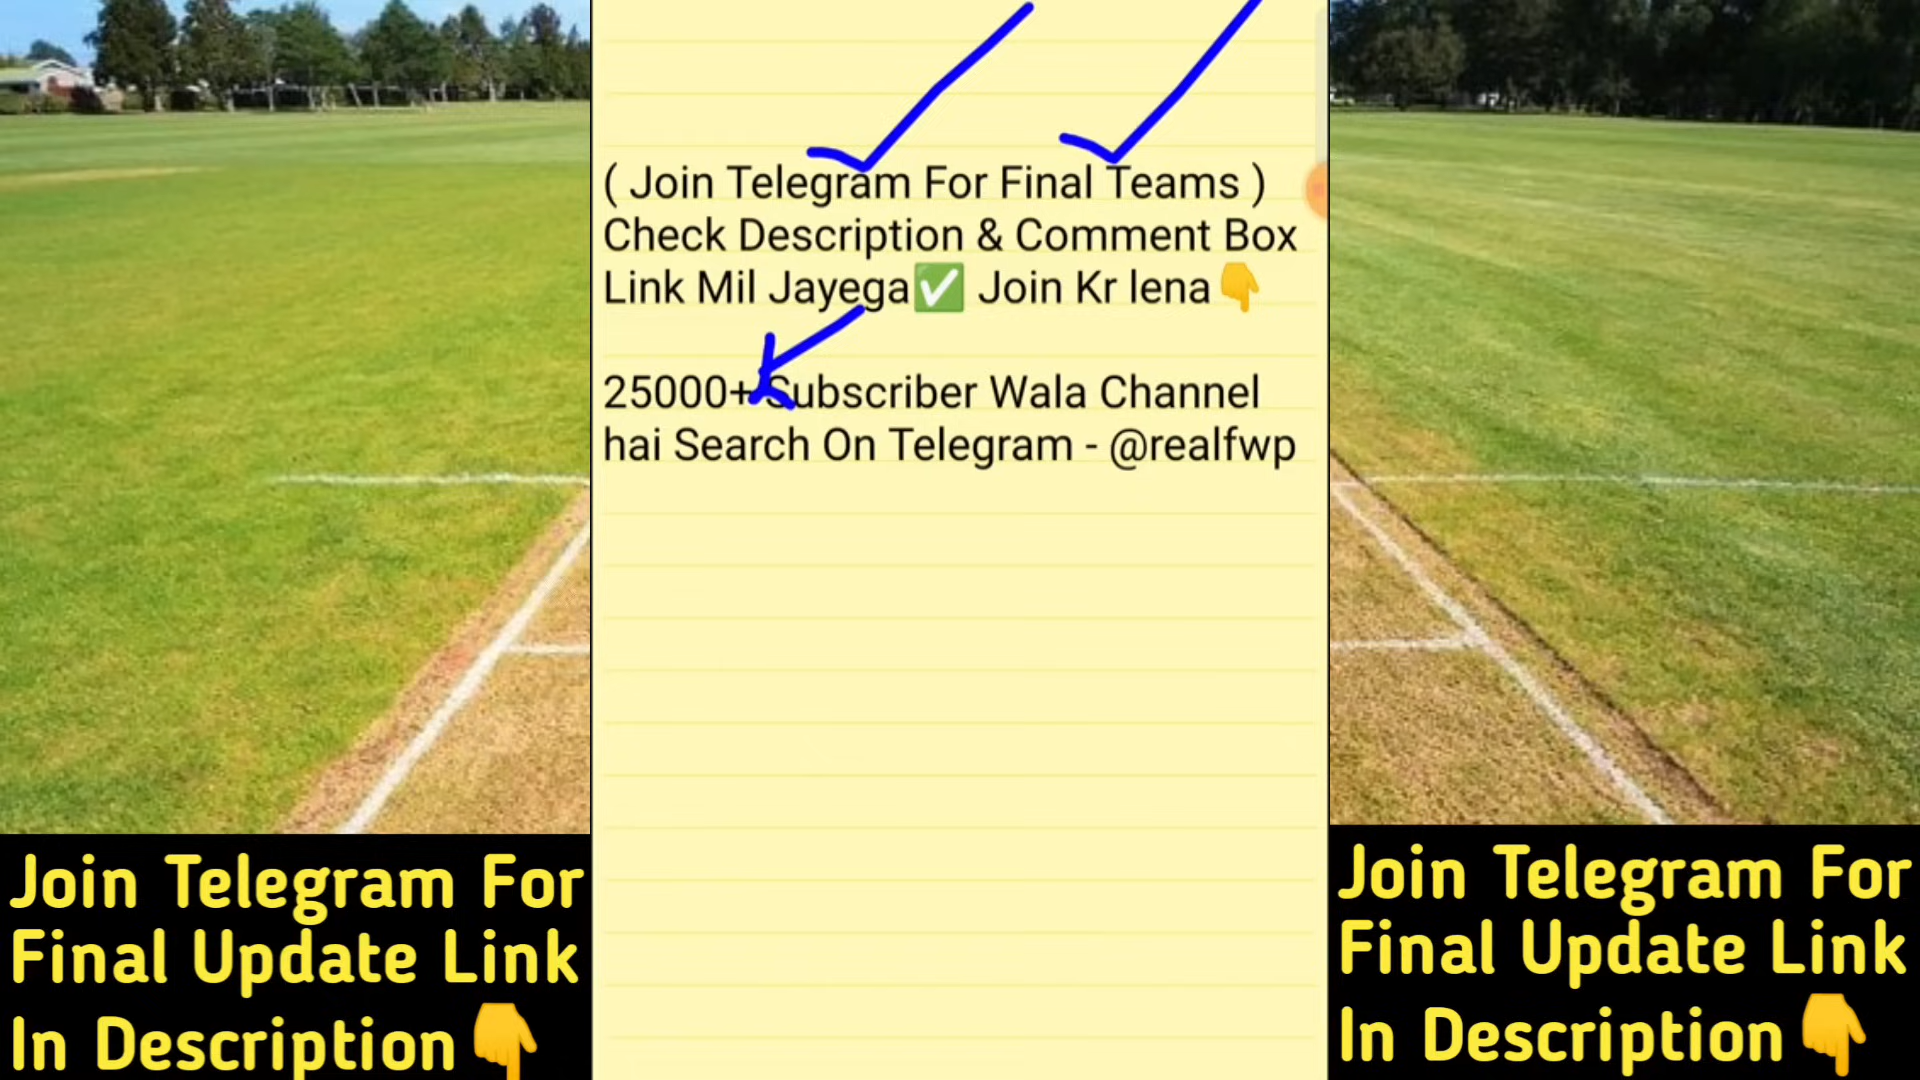 ( Join Telegram For Final Teams )
Check Description & Comment Box
Link Mil Jayega✅ Join Kr lena👇
25000+ Subscriber Wala Channel
hai Search On Telegram - @realfwp
Join Telegram For
Final Update Link
In Description👇
Join Telegram For
Final Update Link
In Description👇